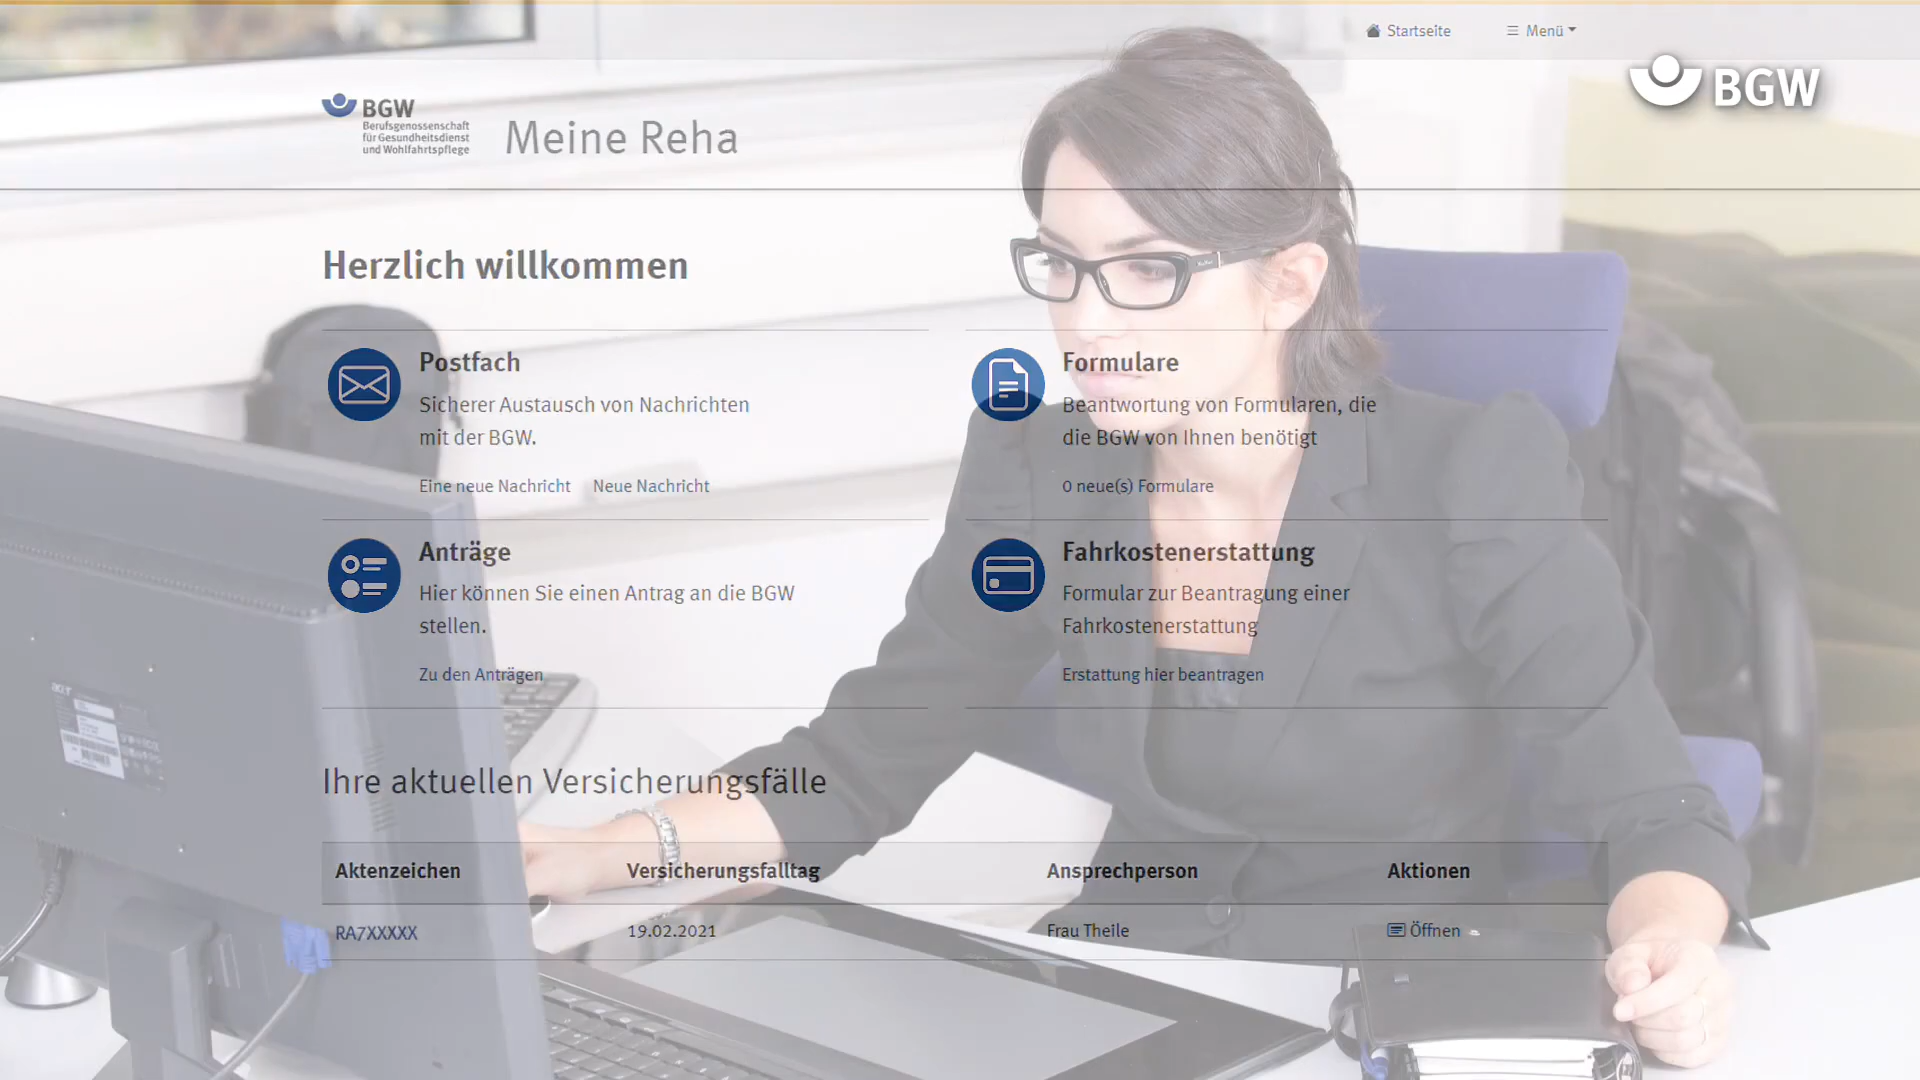 Startseite
Menü
BGW
BGW
Berufsgenossenschaft
für Gesundheitsdienst
und Wohlfahrtspflege
Meine Reha
Herzlich willkommen
Postfach
Sicherer Austausch von Nachrichten
mit der BGW.
Eine neue Nachricht Neue Nachricht
Formulare
Beantwortung von Formularen, die
die BGW von Ihnen benötigt
0 neue(s) Formulare
Anträge
Hier können Sie einen Antrag an die BGW
stellen.
Zu den Anträgen
Fahrkostenerstattung
Formular zur Beantragung einer
Fahrkostenerstattung
Erstattung hier beantragen
Ihre aktuellen Versicherungsfälle
Aktenzeichen Versicherungsfalltag Ansprechperson Aktionen
RA7XXXXX 19.02.2021 Frau Theile Öffnen
acer